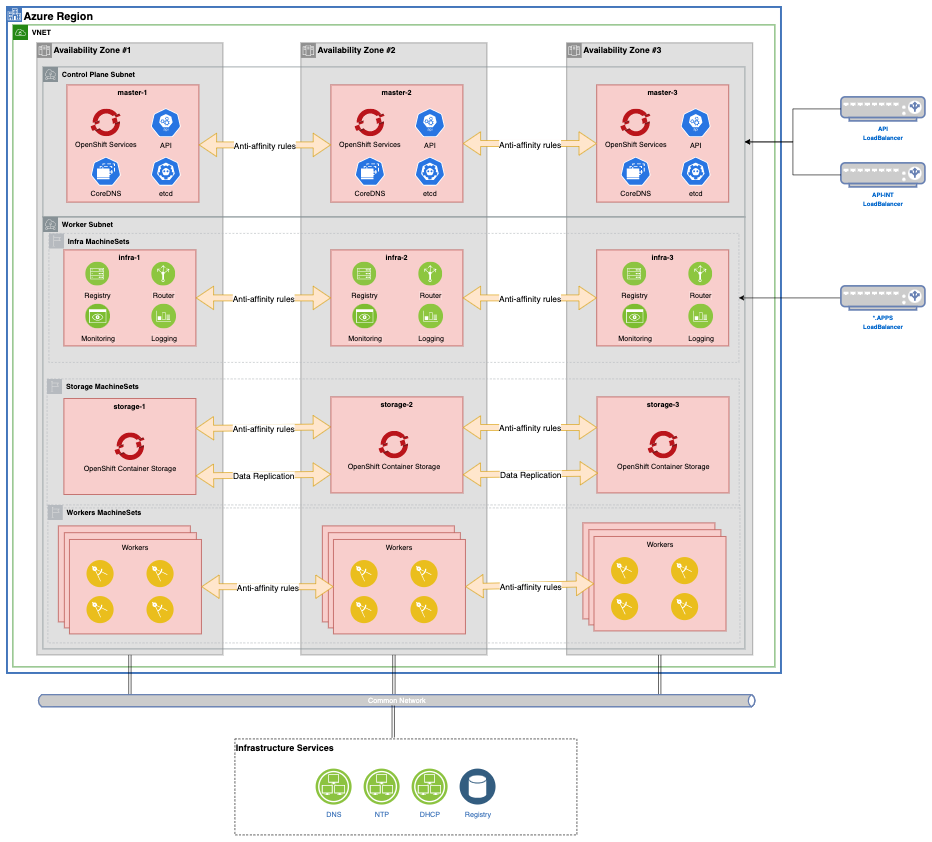 Azure Region
VNET
Availability Zone #1
Availability Zone #2
Availability Zone #3
Control Plane Subnet
master-1
OpenShift Services
API
CoreDNS
etcd
Anti-affinity rules
master-2
OpenShift Services
API
CoreDNS
etcd
Anti-affinity rules
master-3
OpenShift Services
API
CoreDNS
etcd
API
LoadBalancer
API-INT
LoadBalancer
Worker Subnet
Infra MachineSets
infra-1
Registry
Router
Monitoring
Logging
Anti-affinity rules
infra-2
Registry
Router
Monitoring
Logging
Anti-affinity rules
infra-3
Registry
Router
Monitoring
Logging
*.APPS
LoadBalancer
Storage MachineSets
storage-1
OpenShift Container Storage
Anti-affinity rules
Data Replication
storage-2
OpenShift Container Storage
Anti-affinity rules
Data Replication
storage-3
OpenShift Container Storage
Workers MachineSets
Workers
Anti-affinity rules
Workers
Anti-affinity rules
Workers
Common Network
Infrastructure Services
DNS
NTP
DHCP
Registry